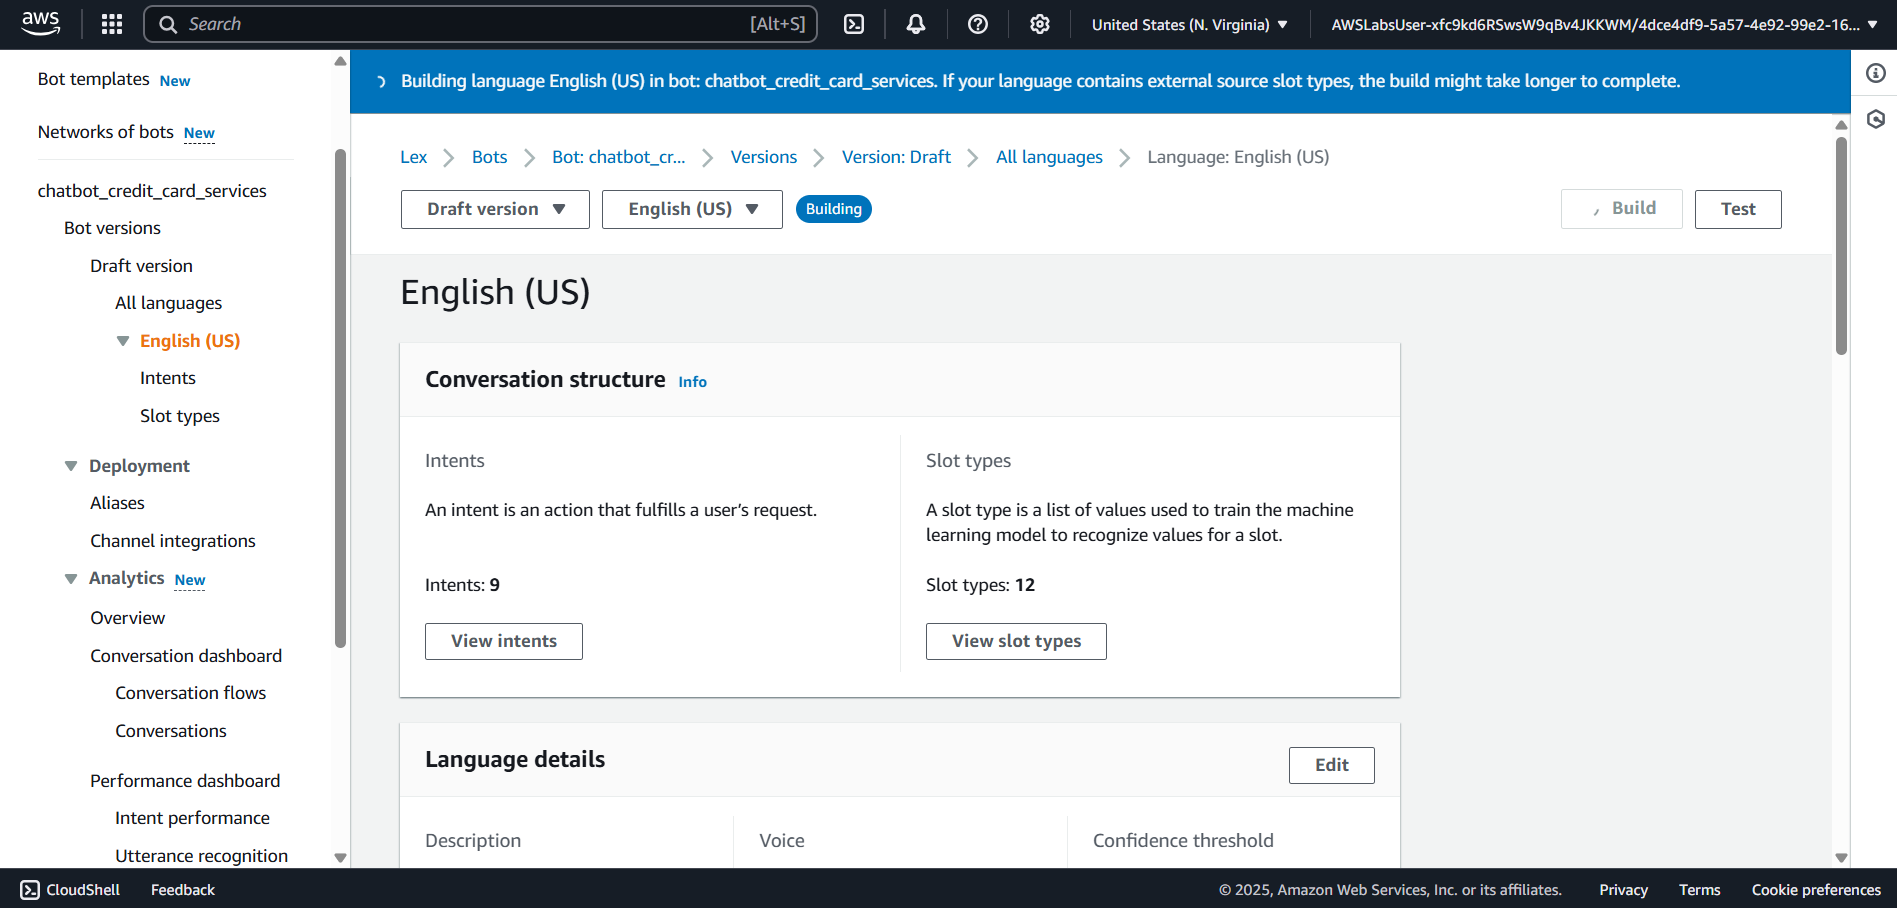 aws
Search
[Alt+S]
United States (N. Virginia)
AWSLabsUser-xfc9kd6RSwsW9qBv4JKKWM/4dce4df9-5a57-4e92-99e2-16...
Bot templates New
Networks of bots New
chatbot_credit_card_services
Bot versions
Draft version
All languages
English (US)
Intents
Slot types
Deployment
Aliases
Channel integrations
Analytics New
Overview
Conversation dashboard
Conversation flows
Conversations
Performance dashboard
Intent performance
Utterance recognition
Building language English (US) in bot: chatbot_credit_card_services. If your language contains external source slot types, the build might take longer to complete.
Lex Bots Bot: chatbot_cr... Versions Version: Draft All languages Language: English (US)
Draft version English (US) Building Build Test
English (US)
Conversation structure Info
Intents
An intent is an action that fulfills a user's request.
Intents: 9
View intents
Slot types
A slot type is a list of values used to train the machine
learning model to recognize values for a slot.
Slot types: 12
View slot types
Language details
Edit
Description
Voice
Confidence threshold
CloudShell
Feedback
© 2025, Amazon Web Services, Inc. or its affiliates.
Privacy
Terms
Cookie preferences